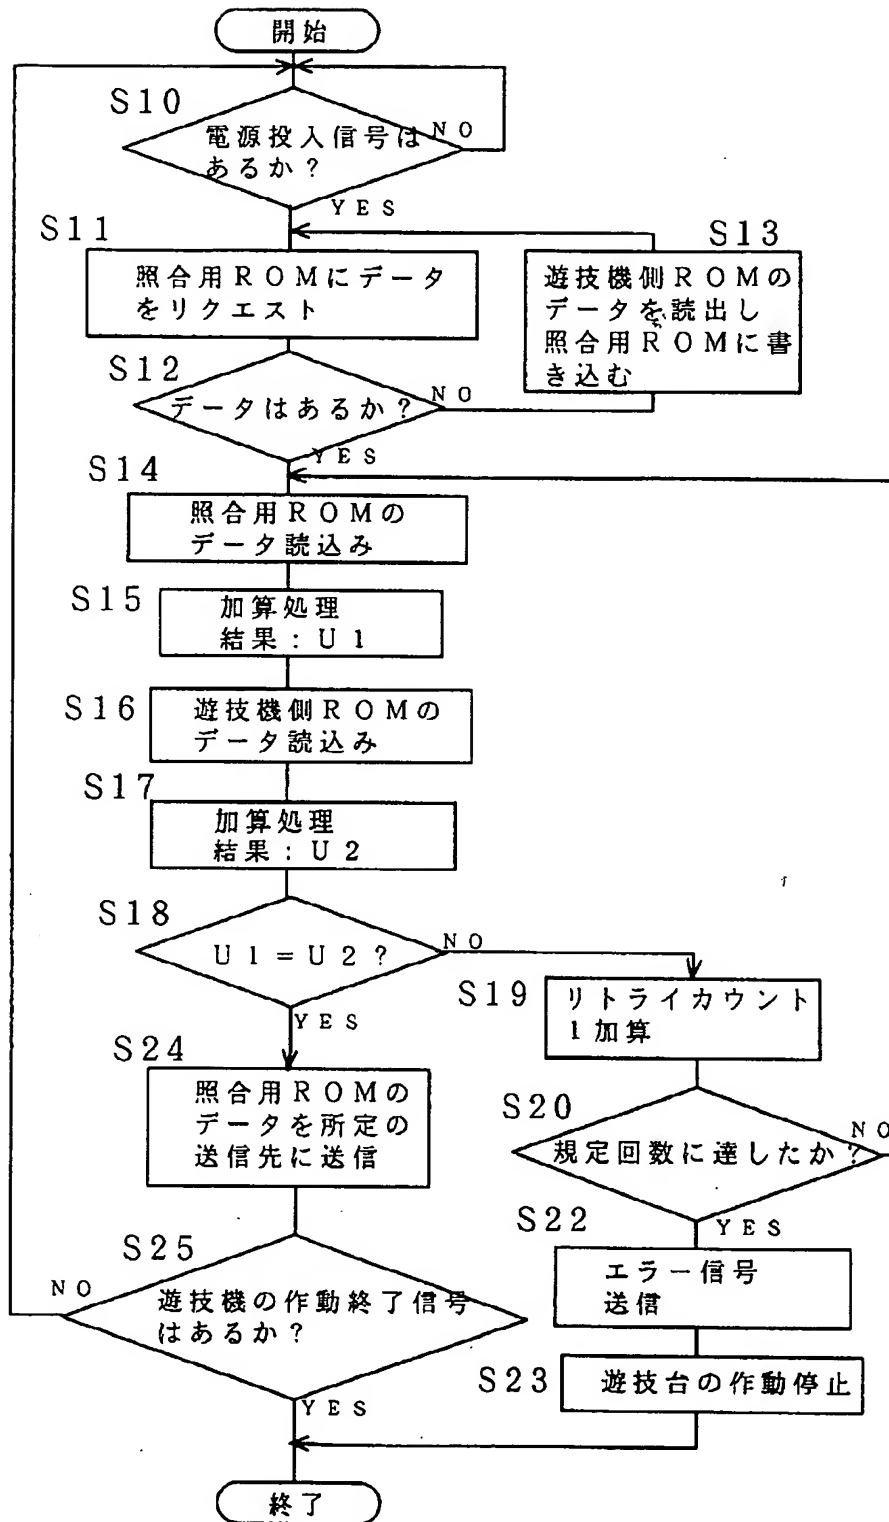 開始
S10
電源投入信号は
あるか?
NO
YES
S11
照合用ROMにデータ
をリクエスト
S13
遊技機側ROMの
データを読出し
照合用ROMに書
き込む
S12
データはあるか?
NO
YES
S14
照合用ROMの
データ読込み
S15
加算処理
結果:U1
S16
遊技機側ROMの
データ読込み
S17
加算処理
結果:U2
S18
U1=U2?
NO
YES
S19
リトライカウント
1加算
S20
規定回数に達したか?
NO
YES
S22
エラー信号
送信
S23
遊技台の作動停止
S24
照合用ROMの
データを所定の
送信先に送信
S25
遊技機の作動終了信号
はあるか?
NO
YES
終了